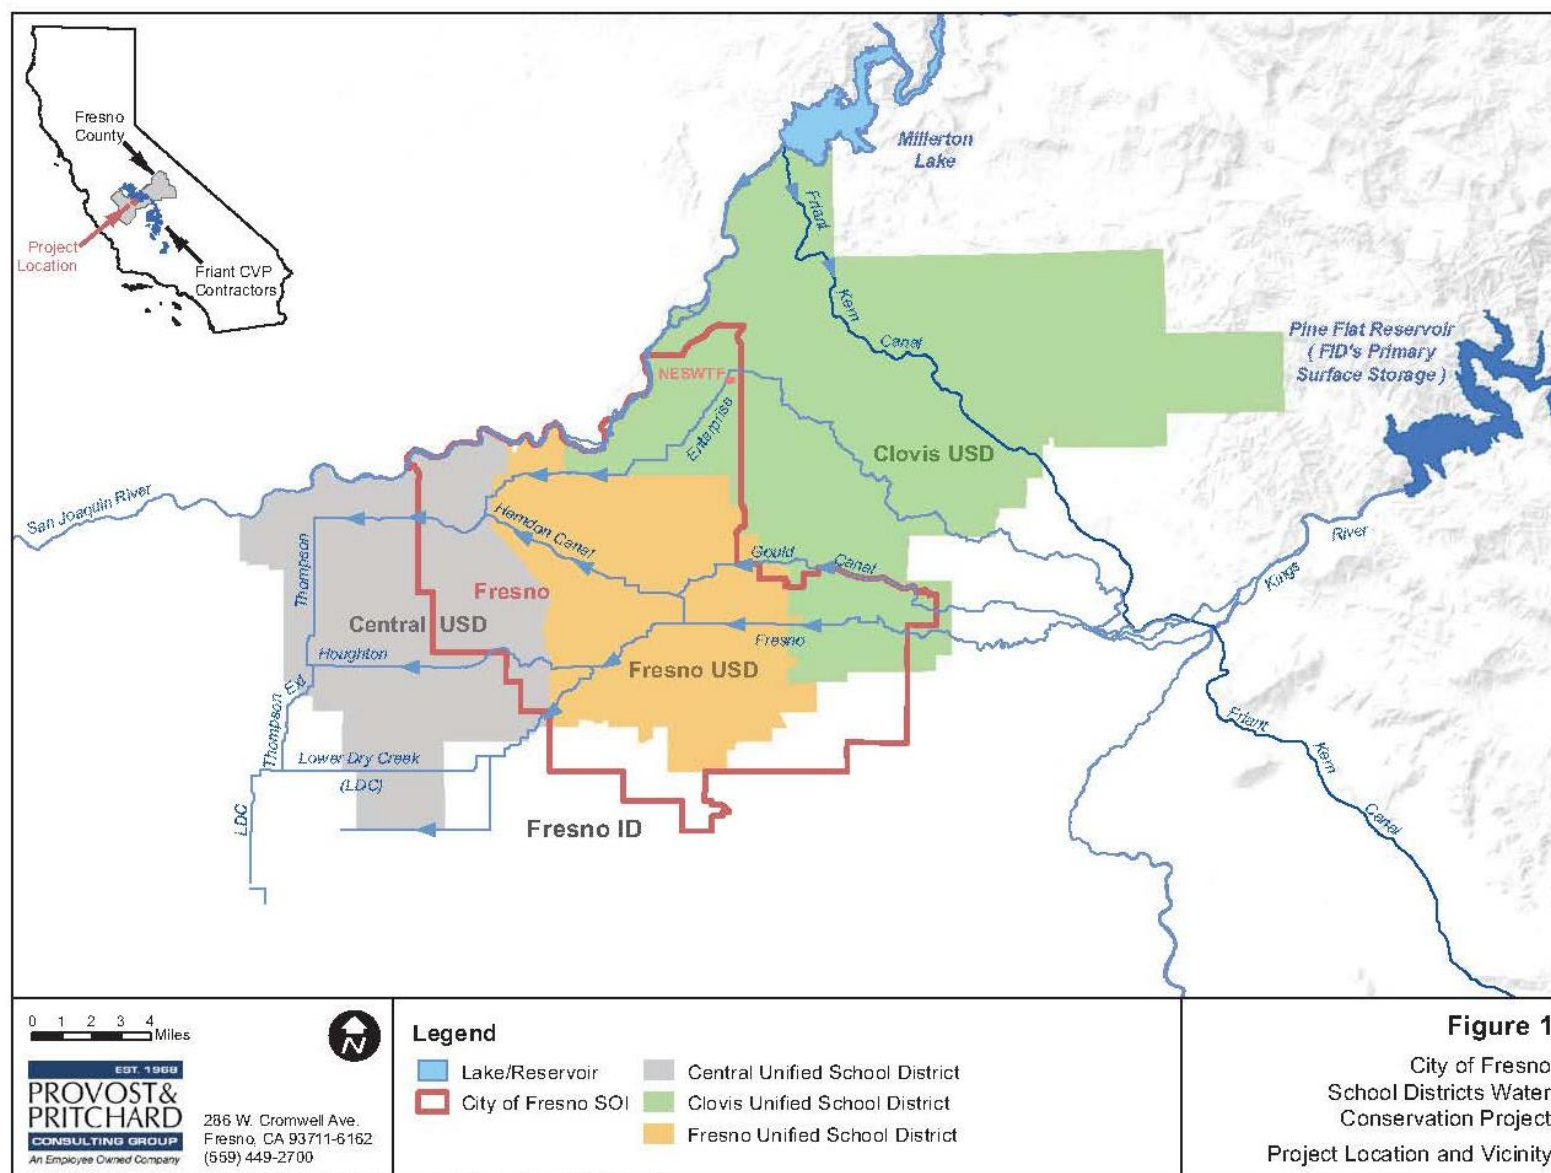 Fresno
County
Project
Location
Friant CVP
Contractors
Millerton
Lake
Friant
Kern
Canal
Pine Flat Reservoir
( FID's Primary
Surface Storage )
NESWTF
Enterprise
Clovis USD
San Joaquin River
Herndon Canal
Gould
Canal
River
Kings
Thompson
Fresno
Central USD
Fresno
Houghton
Fresno USD
Thompson Ext
Friant
Kern
Canal
Lower Dry Creek
(LDC)
LDC
Fresno ID
0 1 2 3 4
Miles
N
EST. 1968
PROVOST&
PRITCHARD
CONSULTING GROUP
An Employee Owned Company
286 W. Cromwell Ave.
Fresno, CA 93711-6162
(559) 449-2700
Legend
Lake/Reservoir
City of Fresno SOI
Central Unified School District
Clovis Unified School District
Fresno Unified School District
Figure 1
City of Fresno
School Districts Water
Conservation Project
Project Location and Vicinity